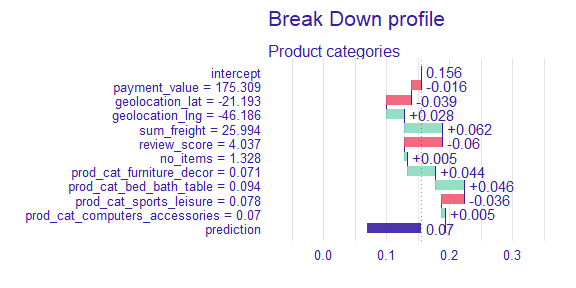 Break Down profile
Product categories
intercept 0.156
payment_value = 175.309 -0.016
geolocation_lat = -21.193 -0.039
geolocation_lng = -46.186 +0.028
sum_freight = 25.994 +0.062
review_score = 4.037 -0.06
no_items = 1.328 +0.005
prod_cat_furniture_decor = 0.071 +0.044
prod_cat_bed_bath_table = 0.094 +0.046
prod_cat_sports_leisure = 0.078 -0.036
prod_cat_computers_accessories = 0.07 +0.005
prediction 0.07
0.0 0.1 0.2 0.3